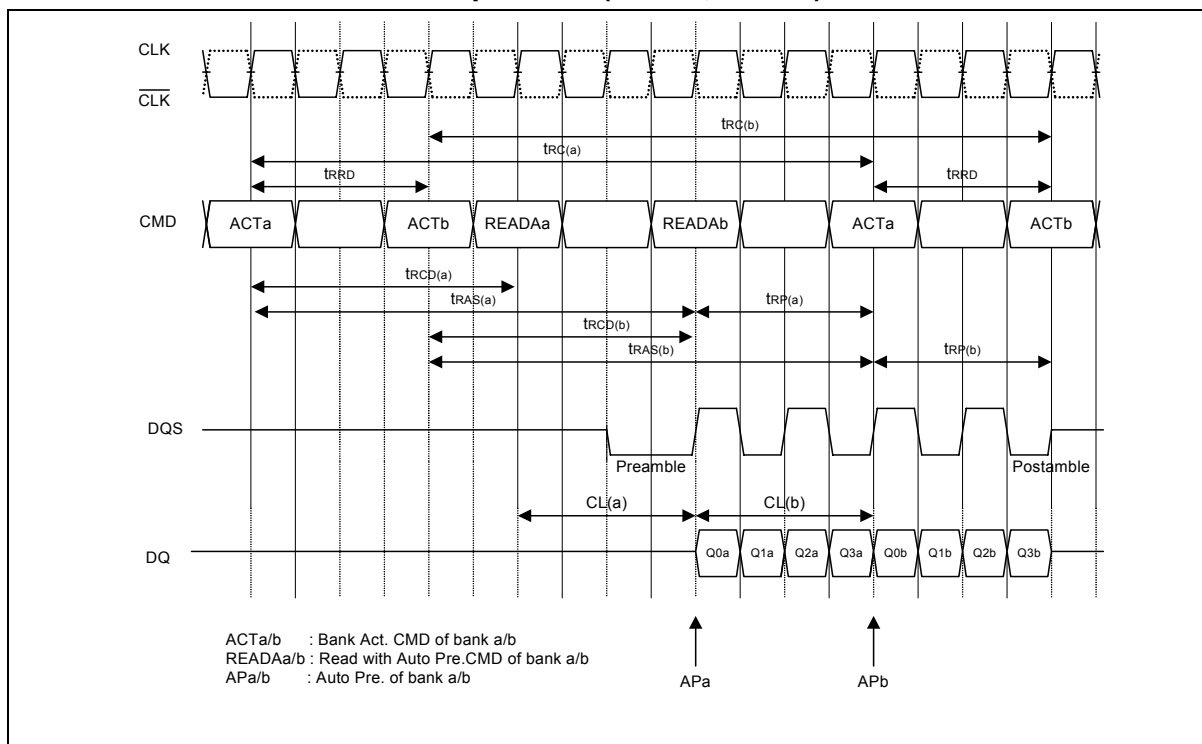 CLK
CLK
tRC(b)
tRC(a)
tRRD tRRD
CMD ACTa ACTb READAa READAb ACTa ACTb
tRCD(a)
tRAS(a) tRP(a)
tRCD(b)
tRAS(b) tRP(b)
DQS
Preamble Postamble
CL(a) CL(b)
DQ Q0a Q1a Q2a Q3a Q0b Q1b Q2b Q3b
ACTa/b : Bank Act. CMD of bank a/b
READAa/b : Read with Auto Pre.CMD of bank a/b
APa/b : Auto Pre. of bank a/b
APa APb